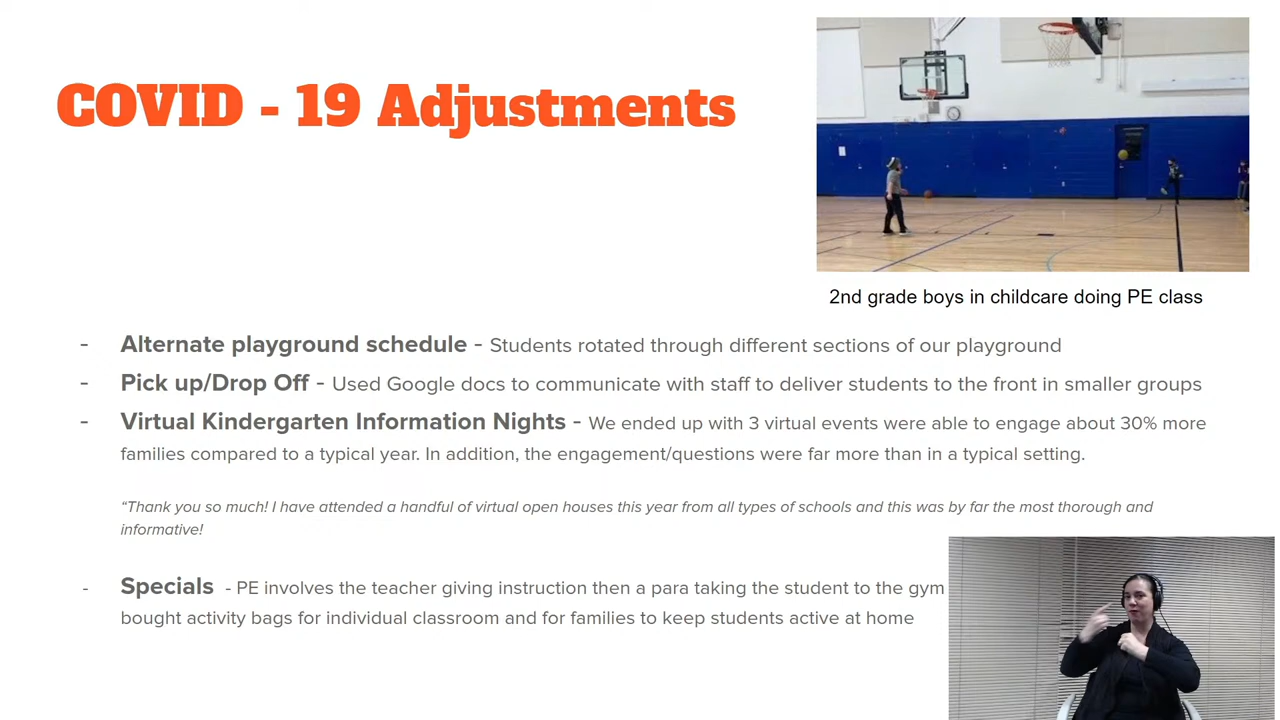 COVID - 19 Adjustments
2nd grade boys in childcare doing PE class
- Alternate playground schedule - Students rotated through different sections of our playground
- Pick up/Drop Off - Used Google docs to communicate with staff to deliver students to the front in smaller groups
- Virtual Kindergarten Information Nights - We ended up with 3 virtual events were able to engage about 30% more
families compared to a typical year. In addition, the engagement/questions were far more than in a typical setting.
“Thank you so much! I have attended a handful of virtual open houses this year from all types of schools and this was by far the most thorough and
informative!
- Specials - PE involves the teacher giving instruction then a para taking the student to the gym
bought activity bags for individual classroom and for families to keep students active at home